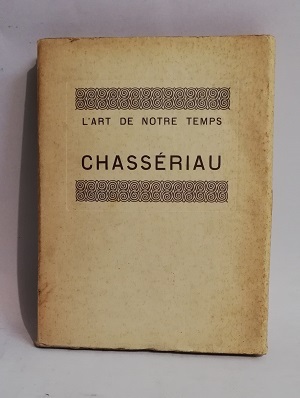 L'ART DE NOTRE TEMPS
CHASSÉRIAU